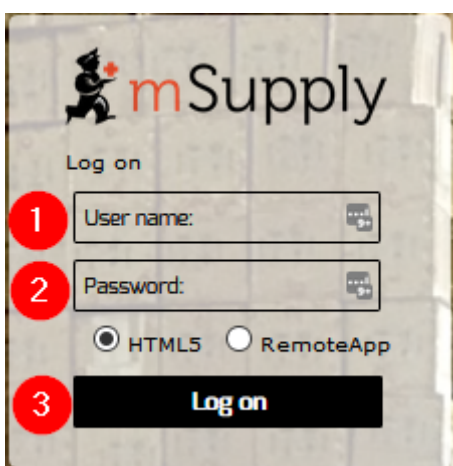 mSupply
Log on
1 User name:
2 Password:
HTML5 RemoteApp
3 Log on